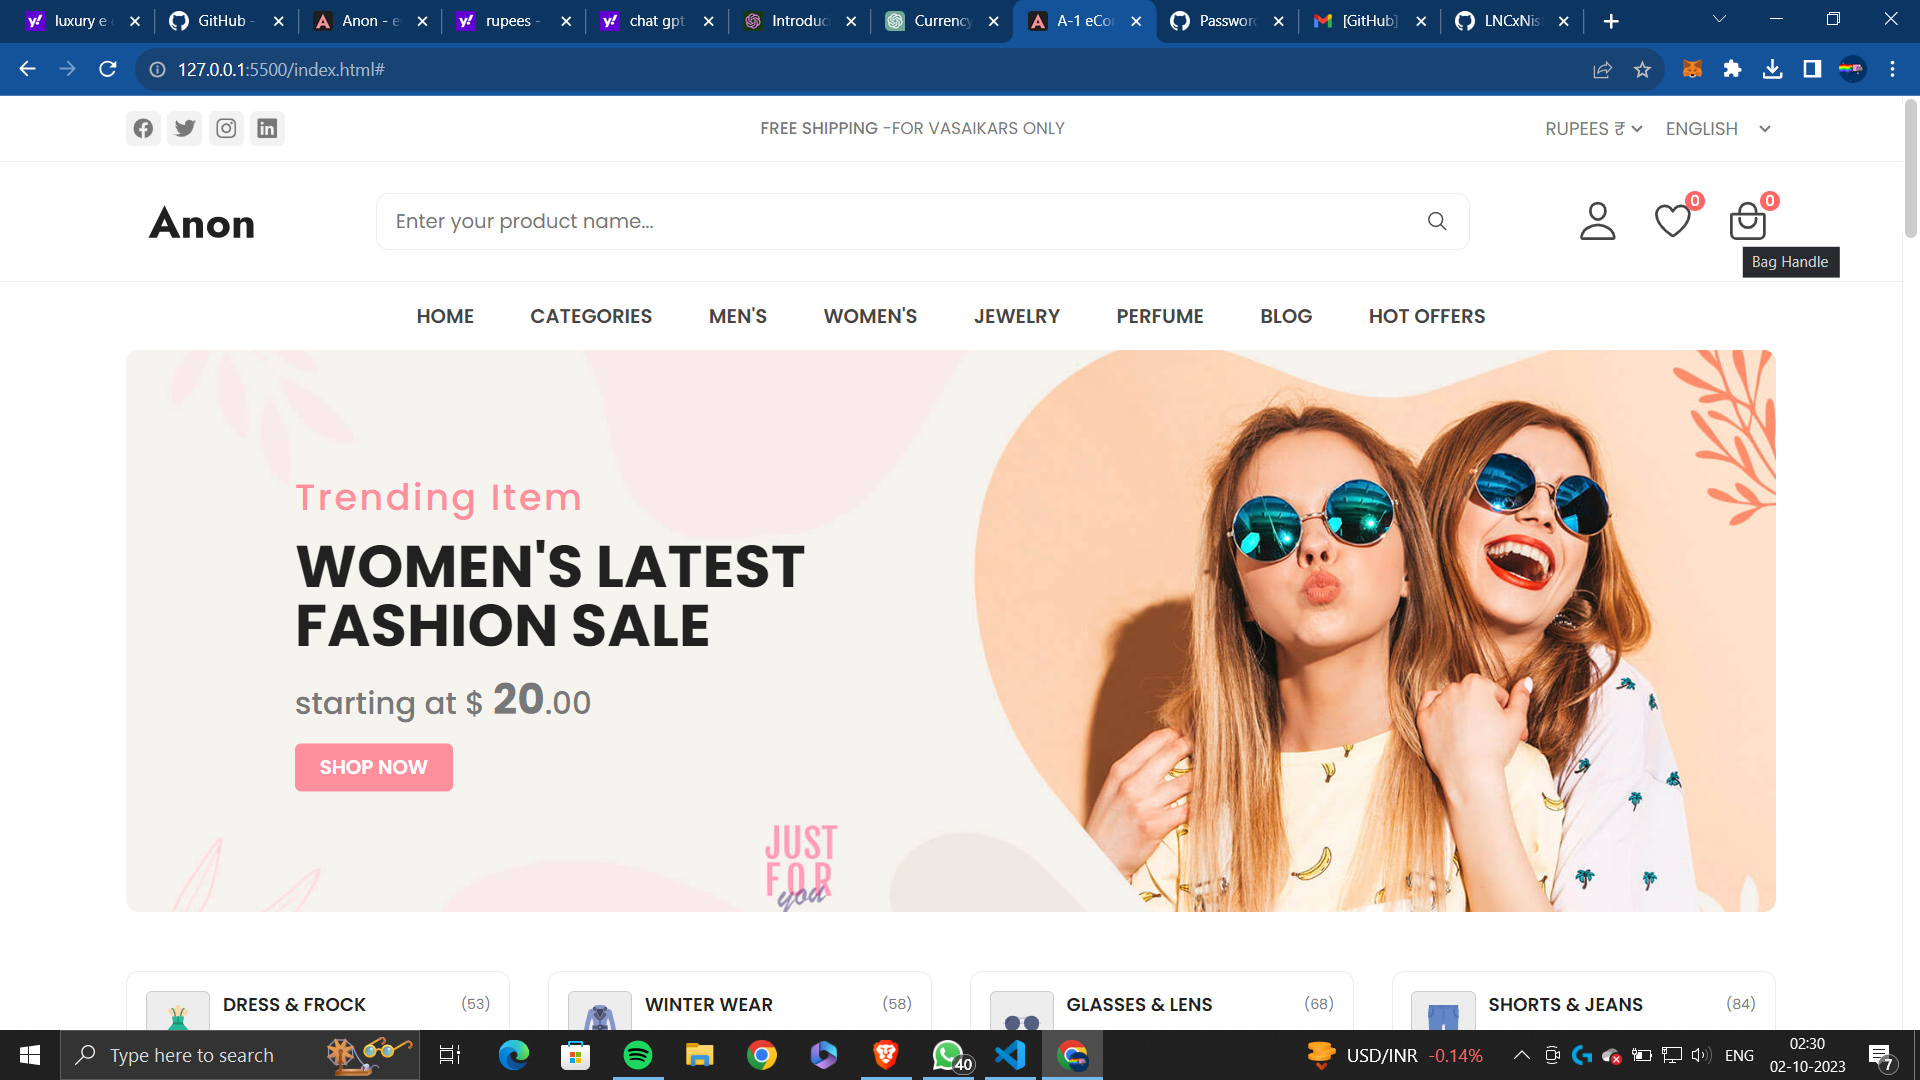 luxury e c
GitHub -
Anon - e
rupees -
chat gpt
Introduc
Currency
A-1 eCor
Password
[GitHub]
LNCxNis
127.0.0.1:5500/index.html#
FREE SHIPPING -FOR VASAIKARS ONLY
RUPEES ₹
ENGLISH
Anon
Enter your product name...
0
0
Bag Handle
HOME
CATEGORIES
MEN'S
WOMEN'S
JEWELRY
PERFUME
BLOG
HOT OFFERS
Trending Item
WOMEN'S LATEST
FASHION SALE
starting at $ 20.00
SHOP NOW
JUST
FOR
you
DRESS & FROCK
(53)
WINTER WEAR
(58)
GLASSES & LENS
(68)
SHORTS & JEANS
(84)
Type here to search
40
USD/INR -0.14%
ENG
02:30
02-10-2023
7